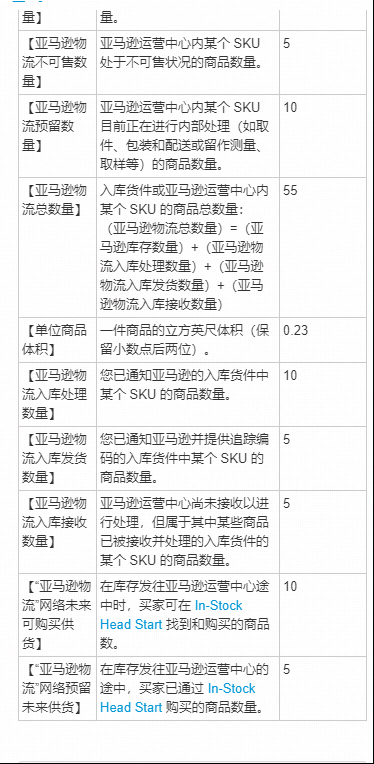 量】
量。
【亚马逊物
流不可售数
量】
亚马逊运营中心内某个 SKU
处于不可售状况的商品数量。
5
【亚马逊物
流预留数
量】
亚马逊运营中心内某个 SKU
目前正在进行内部处理（如取
件、包装和配送或留作测量、
取样等）的商品数量。
10
【亚马逊物
流总数量】
入库货件或亚马逊运营中心内
某个 SKU 的商品总数量：
（亚马逊物流总数量）=（亚
马逊库存数量）+（亚马逊物
流入库处理数量）+（亚马逊
物流入库发货数量）+（亚马
逊物流入库接收数量）
55
【单位商品
体积】
一件商品的立方英尺体积（保
留小数点后两位）。
0.23
【亚马逊物
流入库处理
数量】
您已通知亚马逊的入库货件中
某个 SKU 的商品数量。
10
【亚马逊物
流入库发货
数量】
您已通知亚马逊并提供追踪编
码的入库货件中某个 SKU 的
商品数量。
5
【亚马逊物
流入库接收
数量】
亚马逊运营中心尚未接收以进
行处理，但属于其中某些商品
已被接收并处理的入库货件的
某个 SKU 的商品数量。
5
【“亚马逊物
流”网络未来
可购买供
货】
在库存发往亚马逊运营中心途
中时，买家可在 In-Stock
Head Start 找到和购买的商品
数。
10
【“亚马逊物
流”网络预留
未来供货】
在库存发往亚马逊运营中心的
途中，买家已通过 In-Stock
Head Start 购买的商品数量。
5